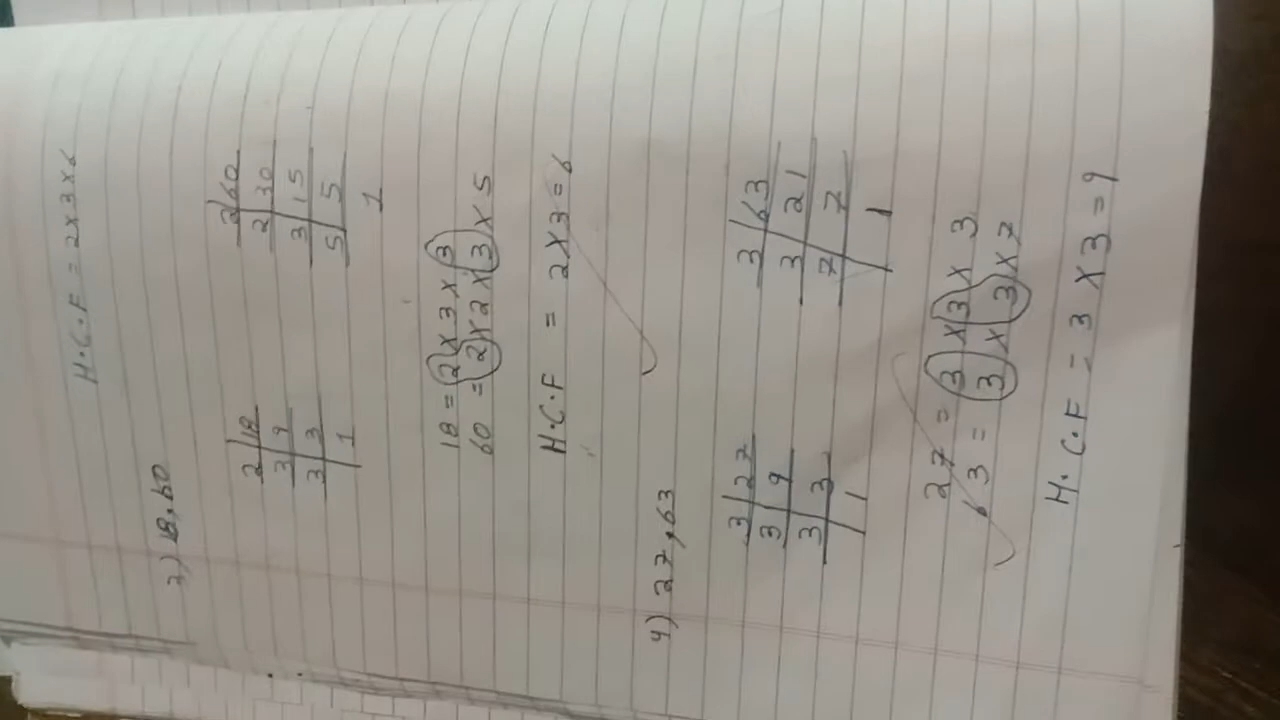 H.C.F = 2 x 3 x 6
3) 18, 60
2 18   2 60
3 9   2 30
3 3   3 15
1   5 5
1
18 = 2 x 3 x 3
60 = 2 x 2 x 3 x 5
H.C.F = 2 x 3 = 6
4) 27, 63
3 27   3 63
3 9   3 21
3 3   7 7
1   1
27 = 3 x 3 x 3
63 = 3 x 3 x 7
H.C.F = 3 x 3 = 9